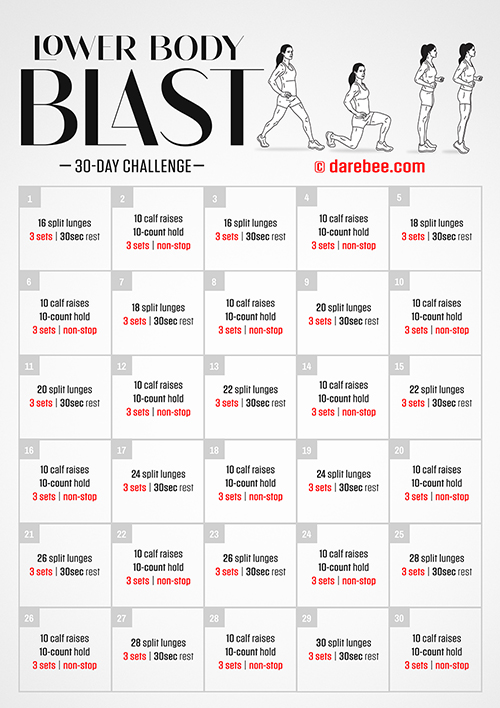 LOWER BODY
BLAST
– 30-DAY CHALLENGE –
© darebee.com
1
16 split lunges
3 sets | 30sec rest
2
10 calf raises
10-count hold
3 sets | non-stop
3
16 split lunges
3 sets | 30sec rest
4
10 calf raises
10-count hold
3 sets | non-stop
5
18 split lunges
3 sets | 30sec rest
6
10 calf raises
10-count hold
3 sets | non-stop
7
18 split lunges
3 sets | 30sec rest
8
10 calf raises
10-count hold
3 sets | non-stop
9
20 split lunges
3 sets | 30sec rest
10
10 calf raises
10-count hold
3 sets | non-stop
11
20 split lunges
3 sets | 30sec rest
12
10 calf raises
10-count hold
3 sets | non-stop
13
22 split lunges
3 sets | 30sec rest
14
10 calf raises
10-count hold
3 sets | non-stop
15
22 split lunges
3 sets | 30sec rest
16
10 calf raises
10-count hold
3 sets | non-stop
17
24 split lunges
3 sets | 30sec rest
18
10 calf raises
10-count hold
3 sets | non-stop
19
24 split lunges
3 sets | 30sec rest
20
10 calf raises
10-count hold
3 sets | non-stop
21
26 split lunges
3 sets | 30sec rest
22
10 calf raises
10-count hold
3 sets | non-stop
23
26 split lunges
3 sets | 30sec rest
24
10 calf raises
10-count hold
3 sets | non-stop
25
28 split lunges
3 sets | 30sec rest
26
10 calf raises
10-count hold
3 sets | non-stop
27
28 split lunges
3 sets | 30sec rest
28
10 calf raises
10-count hold
3 sets | non-stop
29
30 split lunges
3 sets | 30sec rest
30
10 calf raises
10-count hold
3 sets | non-stop